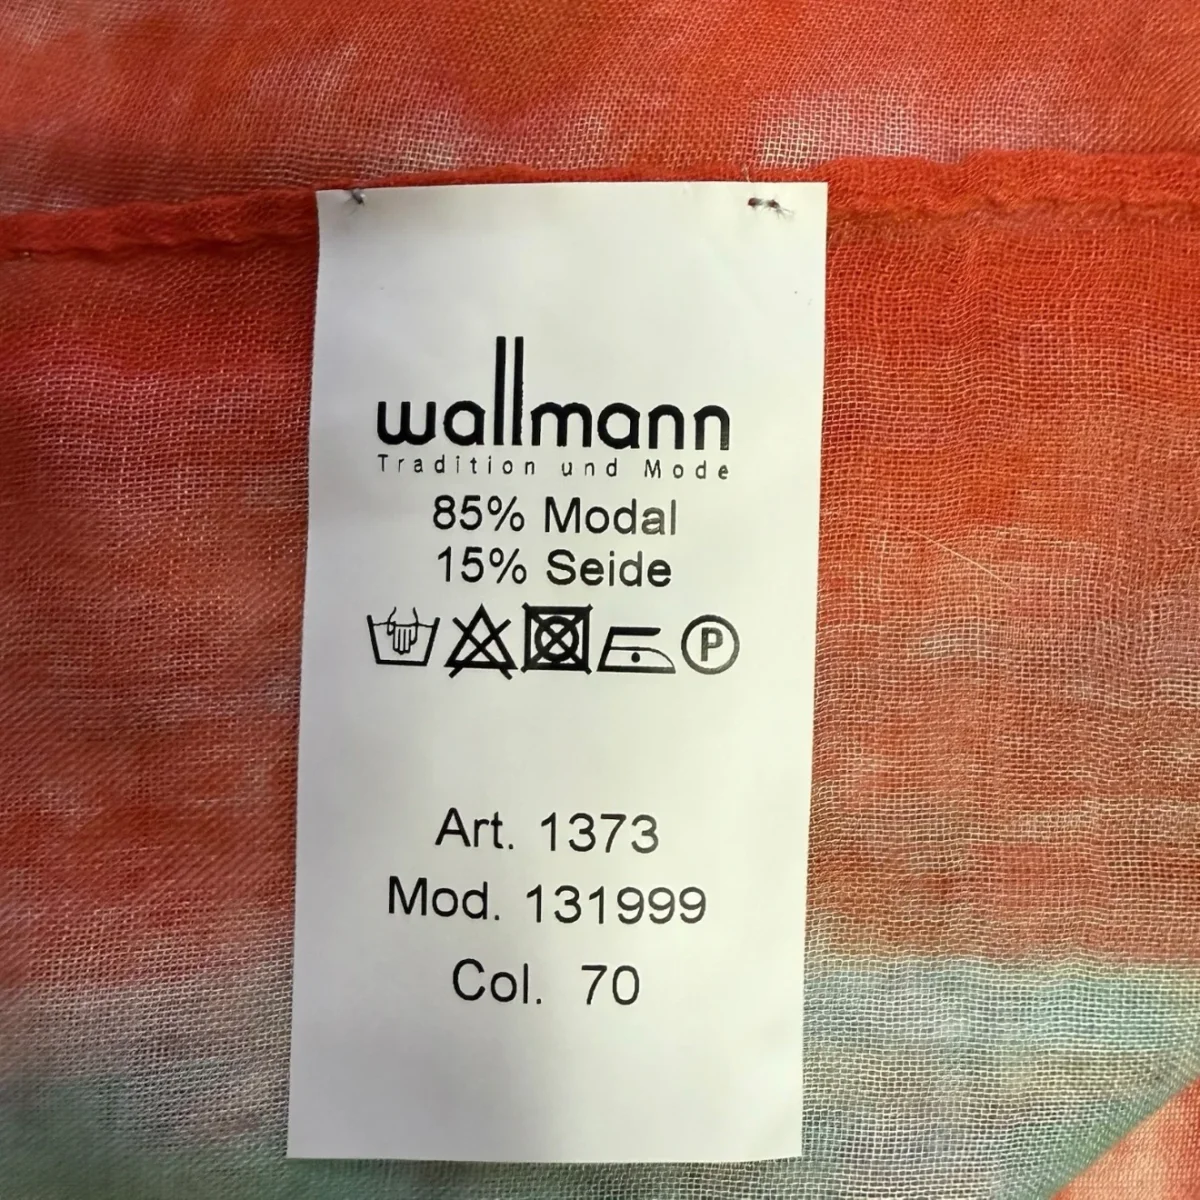 wallmann
Tradition und Mode
85% Modal
15% Seide
P
Art. 1373
Mod. 131999
Col. 70